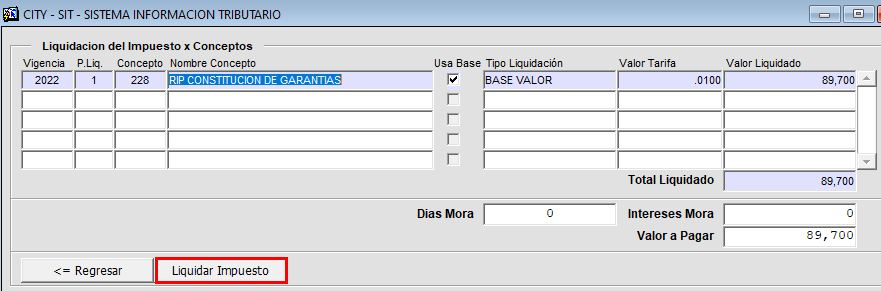 CITY - SIT - SISTEMA INFORMACION TRIBUTARIO
Liquidacion del Impuesto x Conceptos
Vigencia P.Liq. Concepto Nombre Concepto Usa Base Tipo Liquidación Valor Tarifa Valor Liquidado
2022 1 228 RIP CONSTITUCION DE GARANTIAS BASE VALOR .0100 89,700
Total Liquidado 89,700
Dias Mora 0 Intereses Mora 0
Valor a Pagar 89,700
<= Regresar Liquidar Impuesto